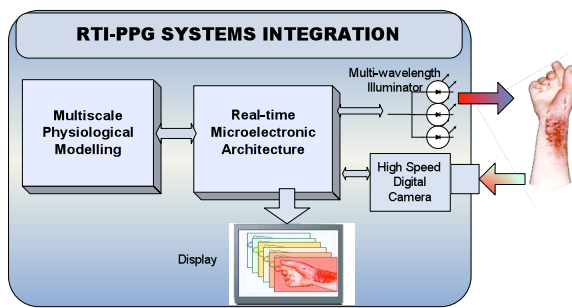 RTI-PPG SYSTEMS INTEGRATION
Multi-wavelength
Illuminator
Multiscale
Physiological
Modelling
Real-time
Microelectronic
Architecture
High Speed
Digital
Camera
Display